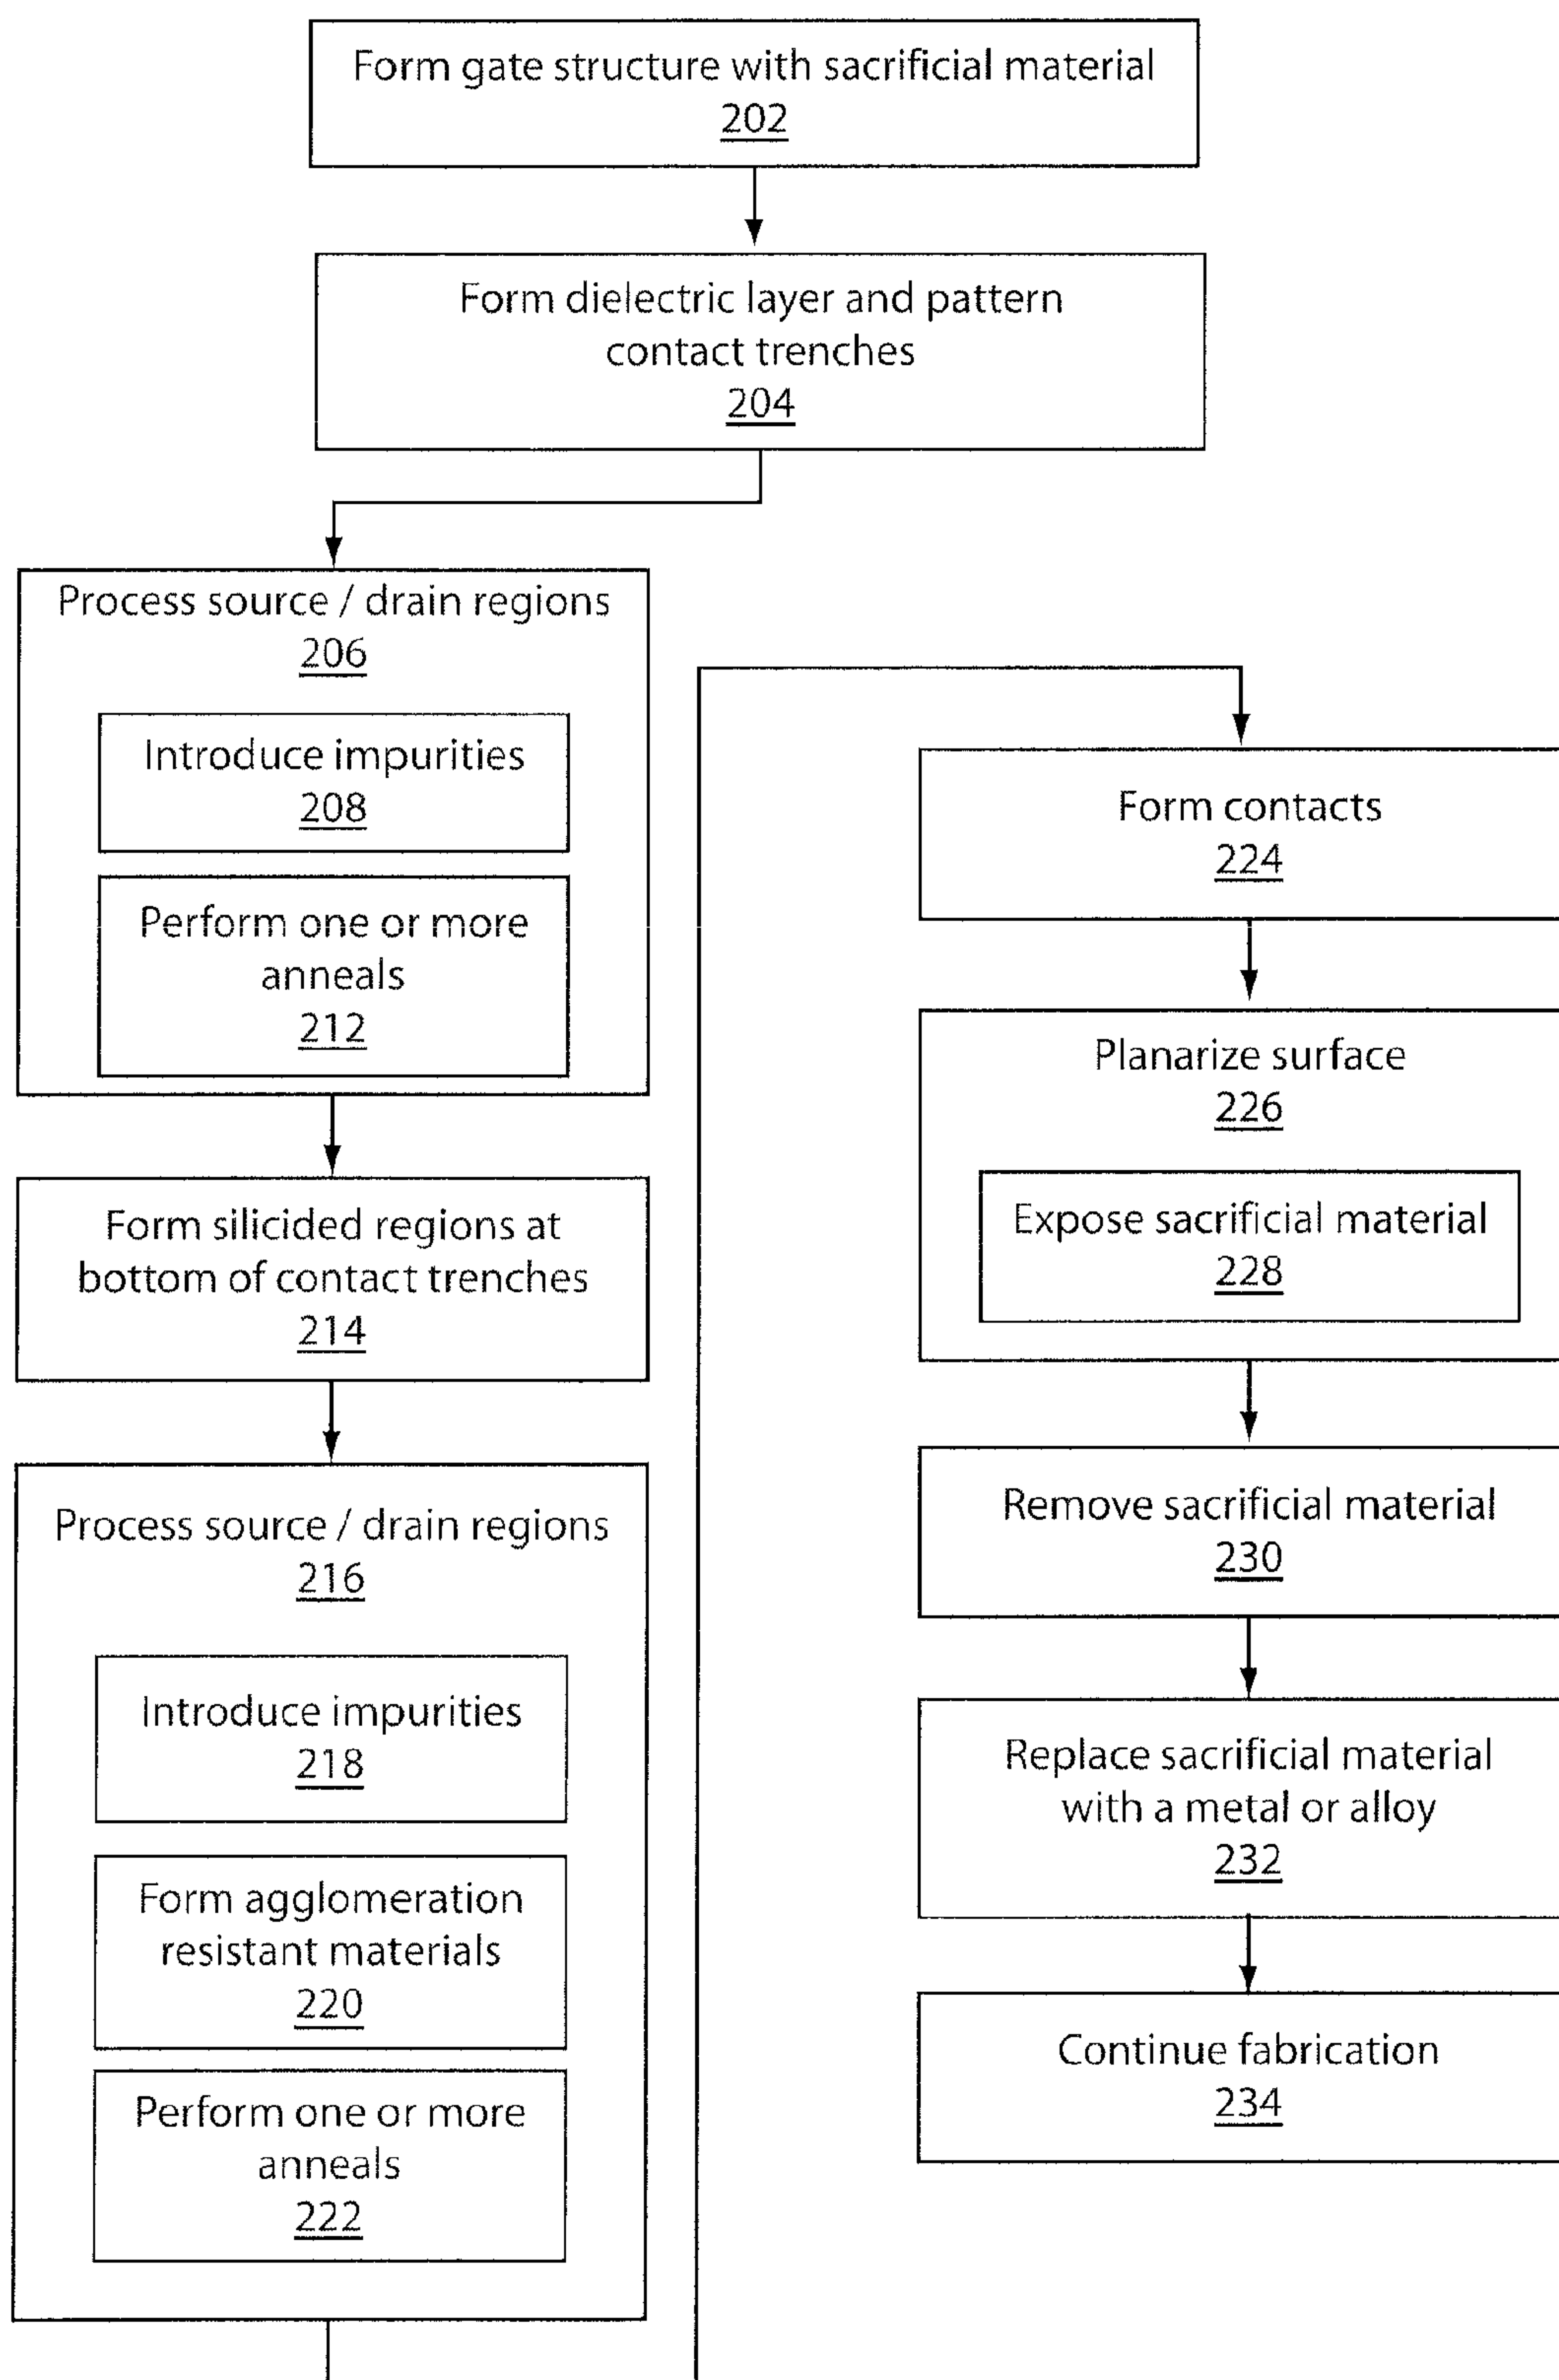 Form gate structure with sacrificial material
202
Form dielectric layer and pattern
contact trenches
204
Process source / drain regions
206
Introduce impurities
208
Perform one or more
anneals
212
Form silicided regions at
bottom of contact trenches
214
Process source / drain regions
216
Introduce impurities
218
Form agglomeration
resistant materials
220
Perform one or more
anneals
222
Form contacts
224
Planarize surface
226
Expose sacrificial material
228
Remove sacrificial material
230
Replace sacrificial material
with a metal or alloy
232
Continue fabrication
234